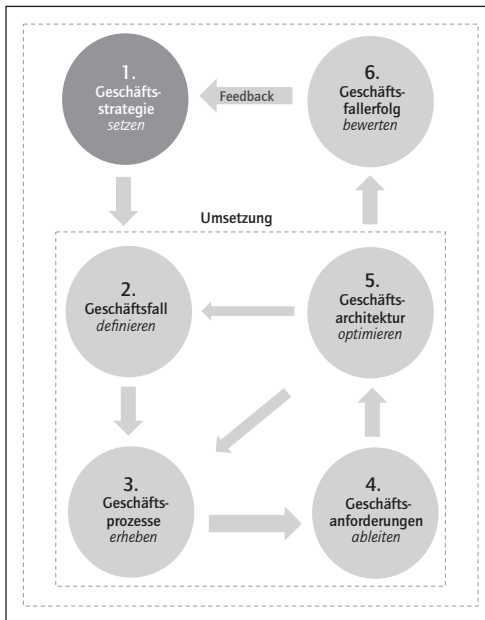 1.
Geschäfts-
strategie
setzen
Feedback
6.
Geschäfts-
fallerfolg
bewerten
Umsetzung
2.
Geschäftsfall
definieren
5.
Geschäfts-
architektur
optimieren
3.
Geschäfts-
prozesse
erheben
4.
Geschäfts-
anforderungen
ableiten